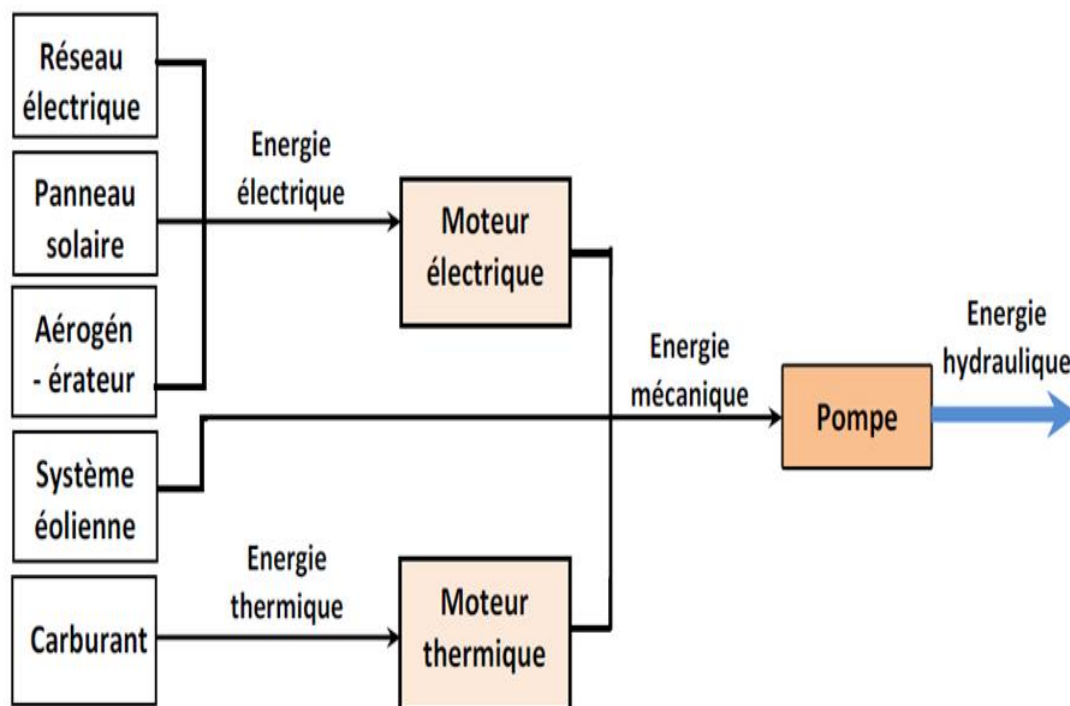 Réseau
électrique
Panneau
solaire
Aérogén
- érateur
Système
éolienne
Carburant
Energie
électrique
Moteur
électrique
Energie
thermique
Moteur
thermique
Energie
mécanique
Pompe
Energie
hydraulique